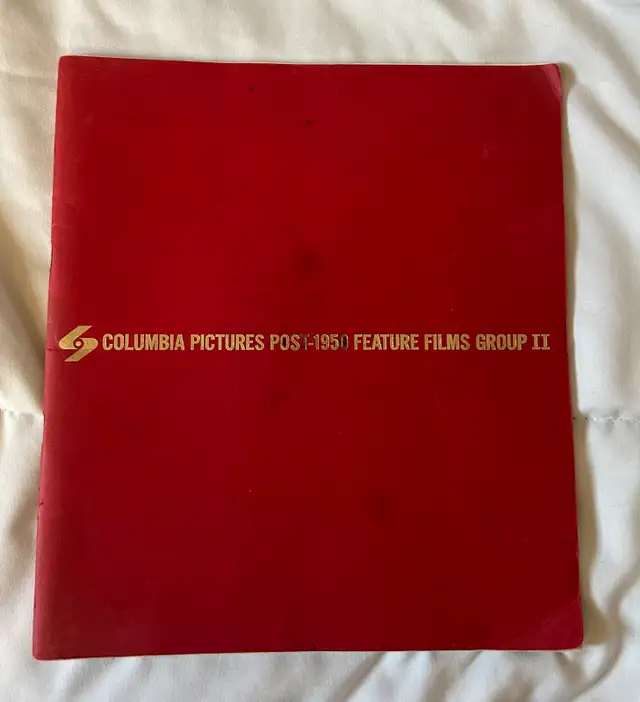 COLUMBIA PICTURES POST-1950 FEATURE FILMS GROUP II